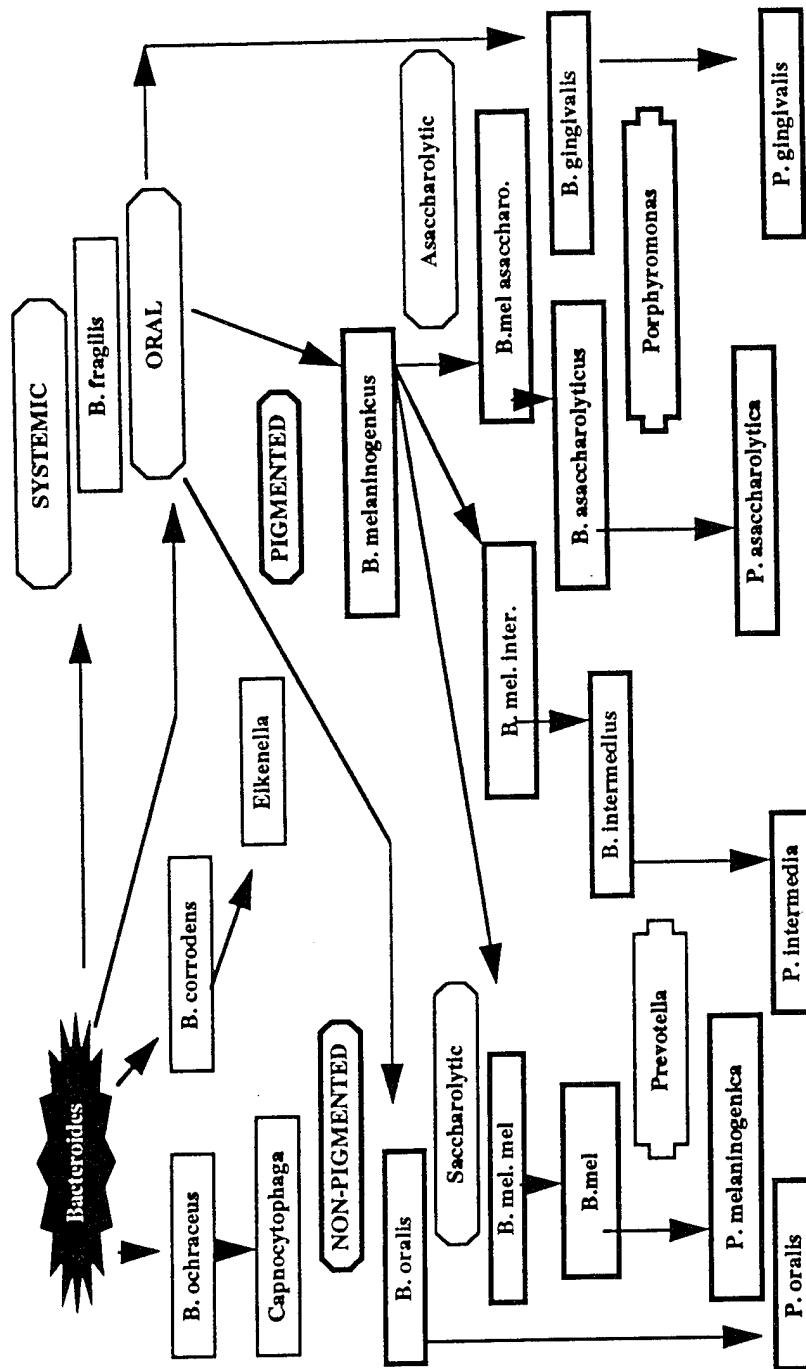 Bacteroides
SYSTEMIC
B. fragilis
ORAL
B. ochraceus
B. corrodens
Capnocytophaga
Eikenella
NON-PIGMENTED
PIGMENTED
B. oralis
B. melaninogenicus
Saccharolytic
Asaccharolytic
B. mel. mel
B. mel. inter.
B.mel asaccharo.
B.mel
B. intermedius
B. asaccharolyticus
B. gingivalis
Prevotella
Porphyromonas
P. melaninogenica
P. asaccharolytica
P. oralis
P. intermedia
P. gingivalis